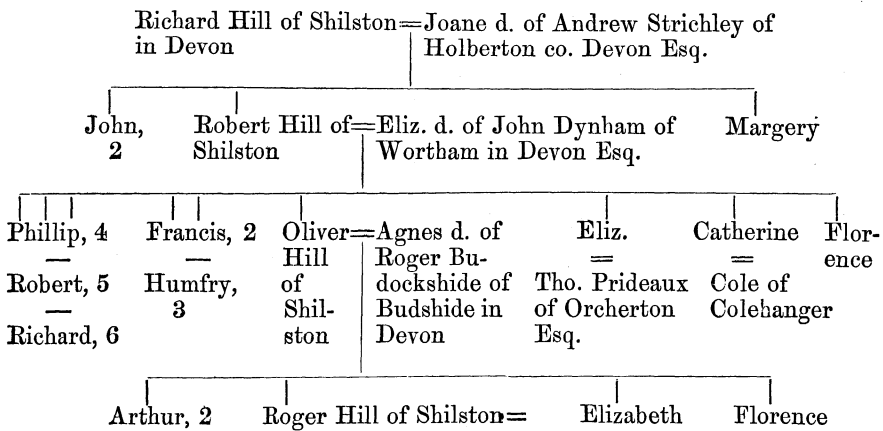 Richard Hill of Shilston=Joane d. of Andrew Strichley of
in Devon Holberton co. Devon Esq.
John, Robert Hill of=Eliz. d. of John Dynham of Margery
2 Shilston Wortham in Devon Esq.
Phillip, 4 Francis, 2 Oliver=Agnes d. of Eliz. Catherine Flor-
— — Hill Roger Bu- = = ence
Robert, 5 Humfry, of dockshide of Tho. Prideaux Cole of
— 3 Shil- Budshide in of Orcherton Colehanger
Richard, 6 ston Devon Esq.
Arthur, 2 Roger Hill of Shilston= Elizabeth Florence